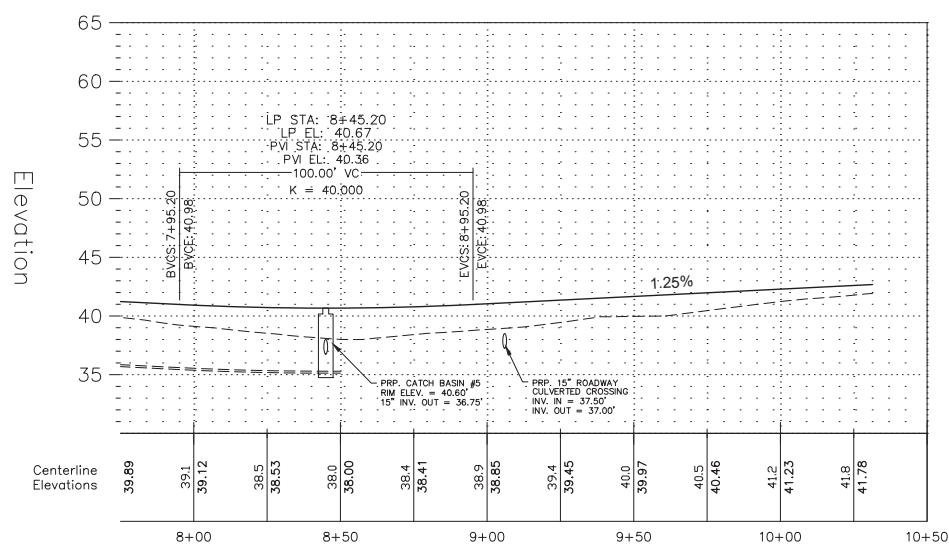 65
60
55
50
45
40
35
Elevation
LP STA: 8+45.20
LP EL: 40.67
PVI STA: 8+45.20
PVI EL: 40.36
100.00' VC
K = 40.000
BVCS: 7+95.20
BVCE: 40.98
EVCS: 8+95.20
EVCE: 40.98
1.25%
PRP. CATCH BASIN #5
RIM ELEV. = 40.60'
15" INV. OUT = 36.75'
PRP. 15" ROADWAY
CULVERTED CROSSING
INV. IN = 37.50'
INV. OUT = 37.00'
Centerline
Elevations
39.89
39.1
39.12
38.5
38.53
38.0
38.00
38.4
38.41
38.9
38.85
39.4
39.45
40.0
39.97
40.5
40.46
41.2
41.23
41.8
41.78
8+00
8+50
9+00
9+50
10+00
10+50